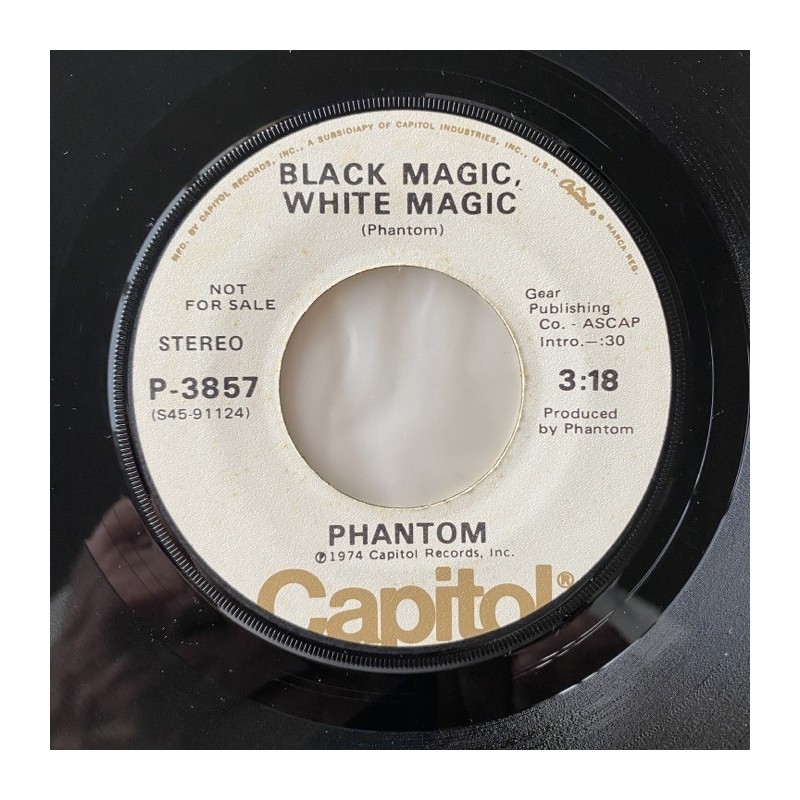 MFD. BY CAPITOL RECORDS, INC., A SUBSIDIAPY OF CAPITOL INDUSTRIES, INC., U.S.A.
Capitol ® MARCA REG.
BLACK MAGIC,
WHITE MAGIC
(Phantom)
NOT
FOR SALE
STEREO
P-3857
(S45-91124)
Gear
Publishing
Co. - ASCAP
Intro.—:30
3:18
Produced
by Phantom
PHANTOM
℗1974 Capitol Records, Inc.
Capitol®